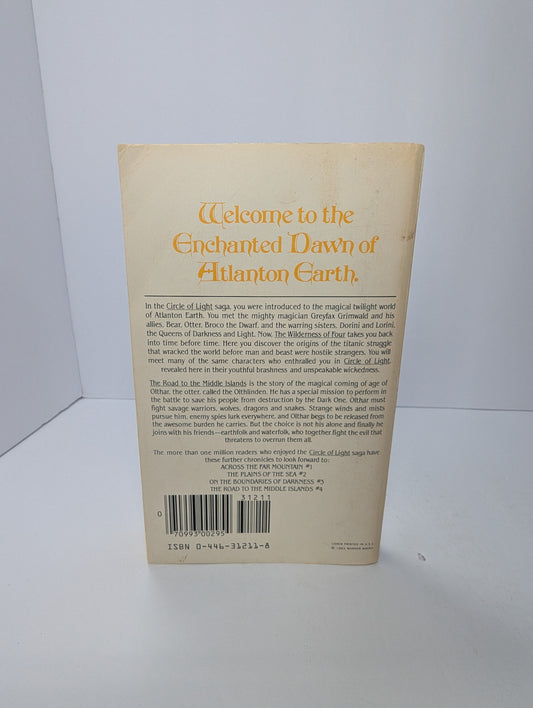 Welcome to the
Enchanted Dawn of
Atlanton Earth.
In the Circle of Light saga, you were introduced to the magical twilight world
of Atlanton Earth. You met the mighty magician Greyfax Grimwald and his
allies, Bear, Otter, Broco the Dwarf, and the warring sisters, Dorini and Lorini,
the Queens of Darkness and Light. Now, The Wilderness of Four takes you back
into time before time. Here you discover the origins of the titanic struggle
that wracked the world before man and beast were hostile strangers. You will
meet many of the same characters who enthralled you in Circle of Light,
revealed here in their youthful brashness and unspeakable wickedness.
The Road to the Middle Islands is the story of the magical coming of age of
Olthar, the otter, called the Olthlinden. He has a special mission to perform in
the battle to save his people from destruction by the Dark One. Olthar must
fight savage warriors, wolves, dragons and snakes. Strange winds and mists
pursue him, enemy spies lurk everywhere, and Olthar begs to be released from
the awesome burden he carries. But the choice is not his alone and finally he
joins with his friends—earthfolk and waterfolk, who together fight the evil that
threatens to overrun them all.
The more than one million readers who enjoyed the Circle of Light saga have
these further chronicles to look forward to:
ACROSS THE FAR MOUNTAIN #1
THE PLAINS OF THE SEA #2
ON THE BOUNDARIES OF DARKNESS #3
THE ROAD TO THE MIDDLE ISLANDS #4
31211
0
70993 00295
ISBN 0-446-31211-8
COVER PRINTED IN U.S.A.
WARNER BOOKS